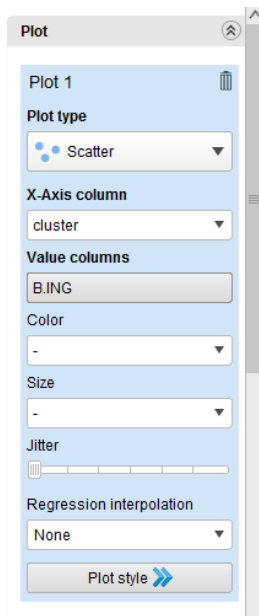 Plot
Plot 1
Plot type
Scatter
X-Axis column
cluster
Value columns
B.ING
Color
-
Size
-
Jitter
Regression interpolation
None
Plot style